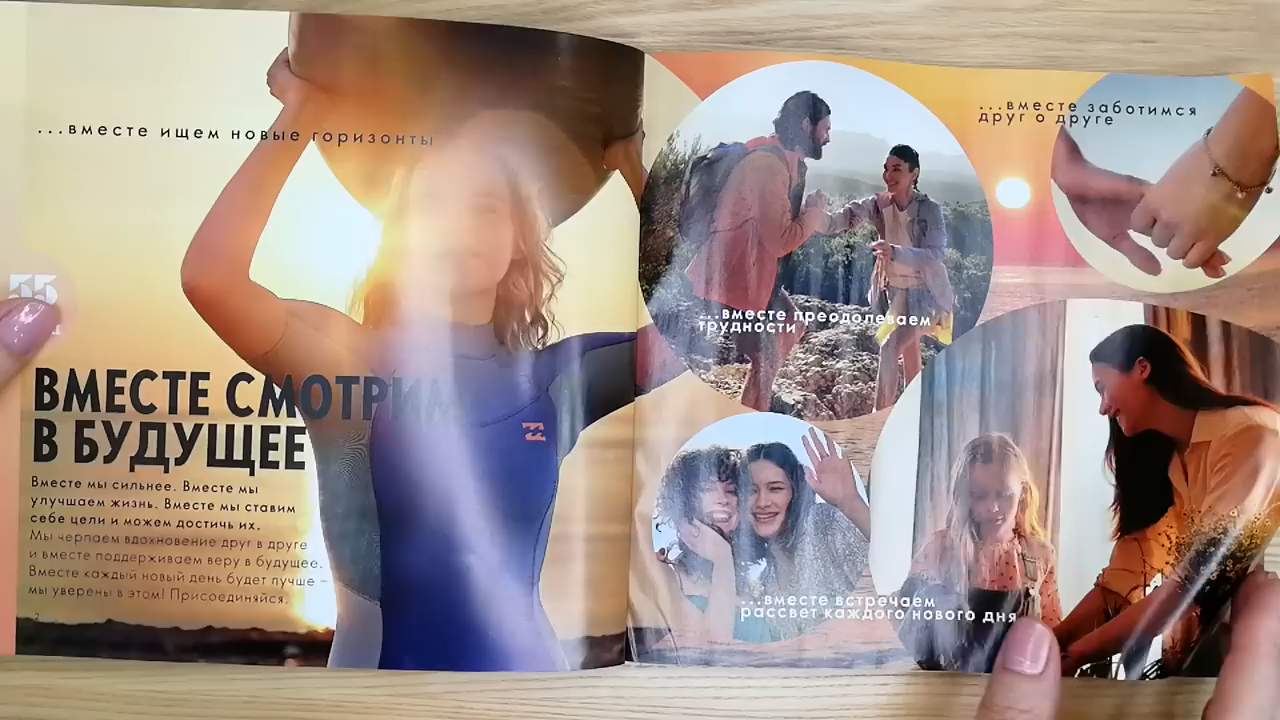 ...вместе ищем новые горизонты
55
ВМЕСТЕ СМОТРИМ
В БУДУЩЕЕ
Вместе мы сильнее. Вместе мы
улучшаем жизнь. Вместе мы ставим
себе цели и можем достичь их.
Мы черпаем вдохновение друг в друге
и вместе поддерживаем веру в будущее.
Вместе каждый новый день будет лучше –
мы уверены в этом! Присоединяйся.
2
...вместе заботимся
друг о друге
...вместе преодолеваем
трудности
...вместе встречаем
рассвет каждого нового дня